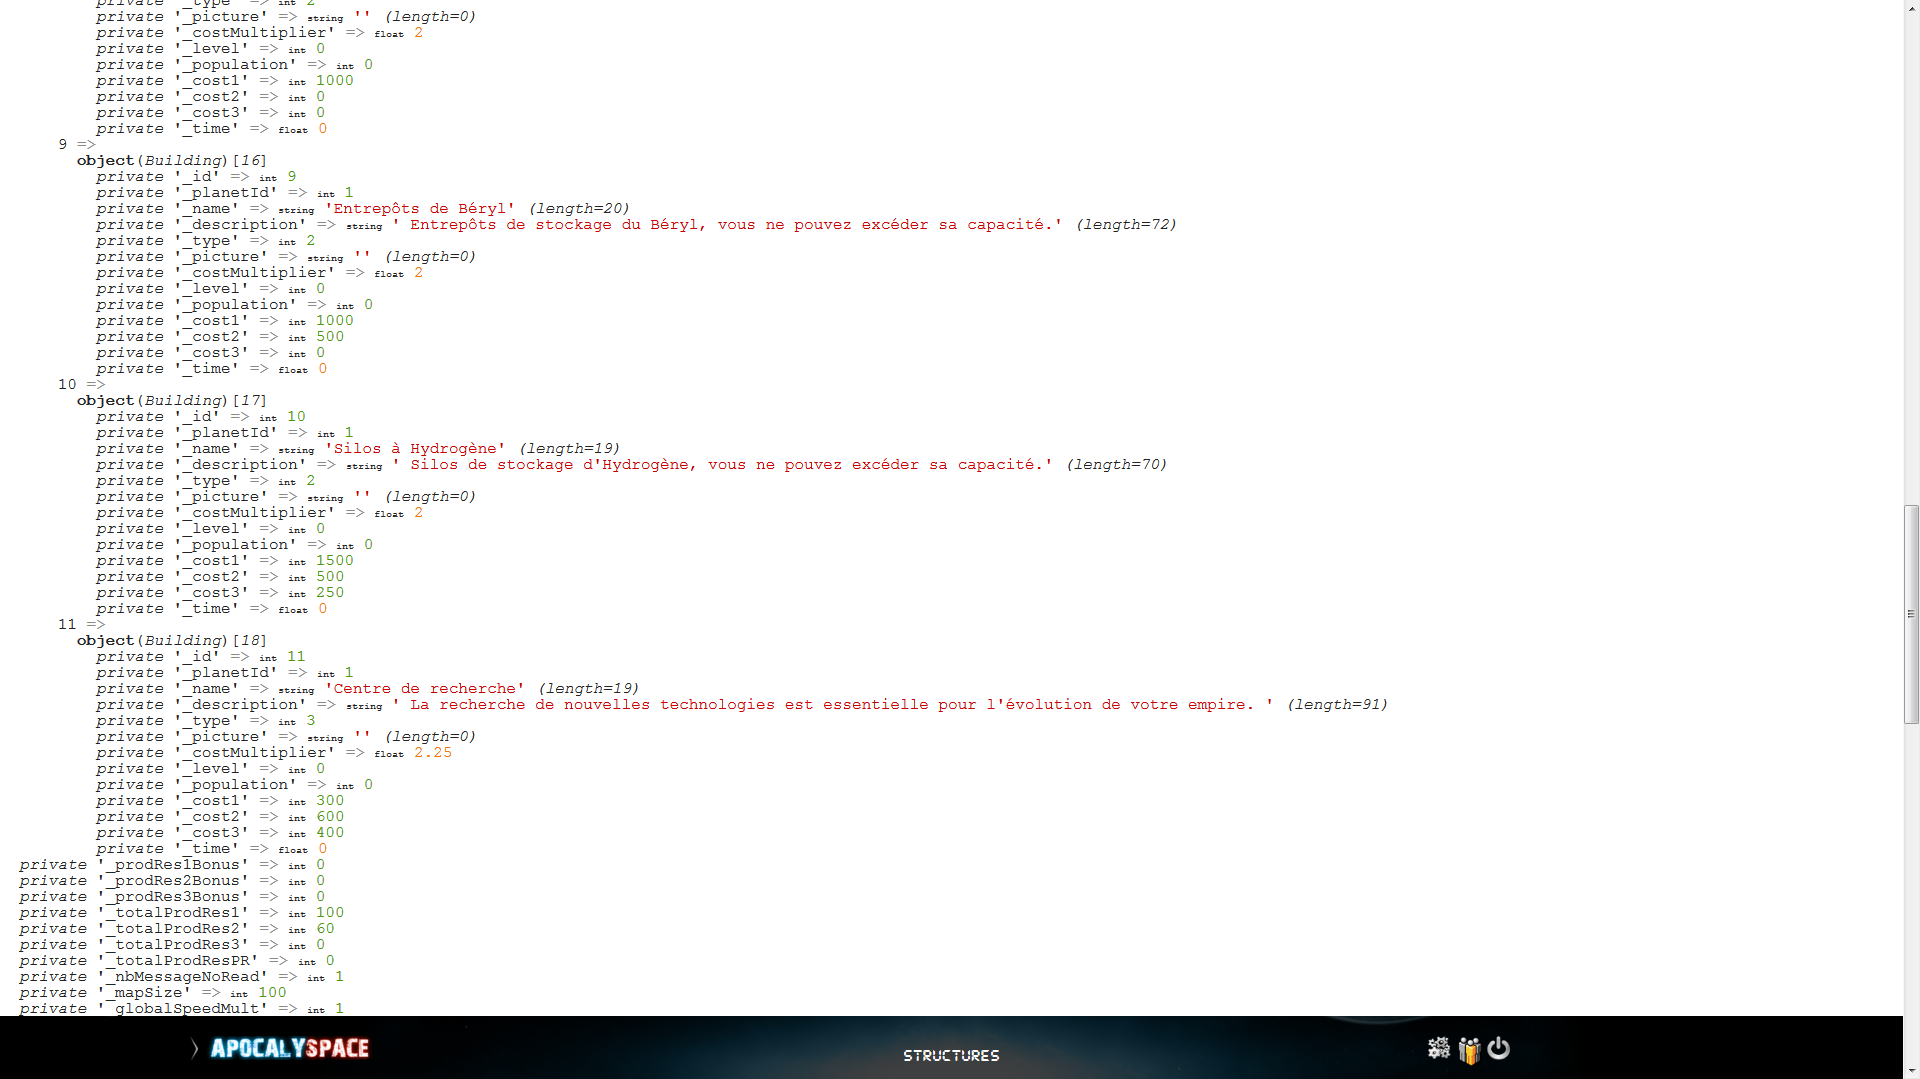 private '_type' => int 2
private '_picture' => string '' (length=0)
private '_costMultiplier' => float 2
private '_level' => int 0
private '_population' => int 0
private '_cost1' => int 1000
private '_cost2' => int 0
private '_cost3' => int 0
private '_time' => float 0
9 =>
object(Building)[16]
private '_id' => int 9
private '_planetId' => int 1
private '_name' => string 'Entrepôts de Béryl' (length=20)
private '_description' => string ' Entrepôts de stockage du Béryl, vous ne pouvez excéder sa capacité.' (length=72)
private '_type' => int 2
private '_picture' => string '' (length=0)
private '_costMultiplier' => float 2
private '_level' => int 0
private '_population' => int 0
private '_cost1' => int 1000
private '_cost2' => int 500
private '_cost3' => int 0
private '_time' => float 0
10 =>
object(Building)[17]
private '_id' => int 10
private '_planetId' => int 1
private '_name' => string 'Silos à Hydrogène' (length=19)
private '_description' => string ' Silos de stockage d'Hydrogène, vous ne pouvez excéder sa capacité.' (length=70)
private '_type' => int 2
private '_picture' => string '' (length=0)
private '_costMultiplier' => float 2
private '_level' => int 0
private '_population' => int 0
private '_cost1' => int 1500
private '_cost2' => int 500
private '_cost3' => int 250
private '_time' => float 0
11 =>
object(Building)[18]
private '_id' => int 11
private '_planetId' => int 1
private '_name' => string 'Centre de recherche' (length=19)
private '_description' => string ' La recherche de nouvelles technologies est essentielle pour l'évolution de votre empire. ' (length=91)
private '_type' => int 3
private '_picture' => string '' (length=0)
private '_costMultiplier' => float 2.25
private '_level' => int 0
private '_population' => int 0
private '_cost1' => int 300
private '_cost2' => int 600
private '_cost3' => int 400
private '_time' => float 0
private '_prodRes1Bonus' => int 0
private '_prodRes2Bonus' => int 0
private '_prodRes3Bonus' => int 0
private '_totalProdRes1' => int 100
private '_totalProdRes2' => int 60
private '_totalProdRes3' => int 0
private '_totalProdResPR' => int 0
private '_nbMessageNoRead' => int 1
private '_mapSize' => int 100
private '_globalSpeedMult' => int 1
APOCALYSPACE
STRUCTURES